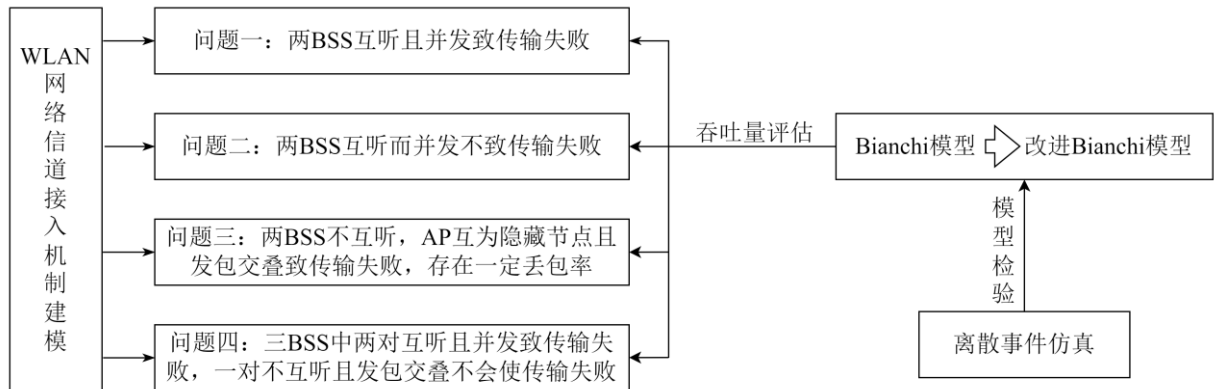 WLAN
网
络
信
道
接
入
机
制
建
模
问题一：两BSS互听且并发致传输失败
问题二：两BSS互听而并发不致传输失败
问题三：两BSS不互听，AP互为隐藏节点且
发包交叠致传输失败，存在一定丢包率
问题四：三BSS中两对互听且并发致传输失
败，一对不互听且发包交叠不会使传输失败
吞吐量评估
Bianchi模型 改进Bianchi模型
模
型
检
验
离散事件仿真